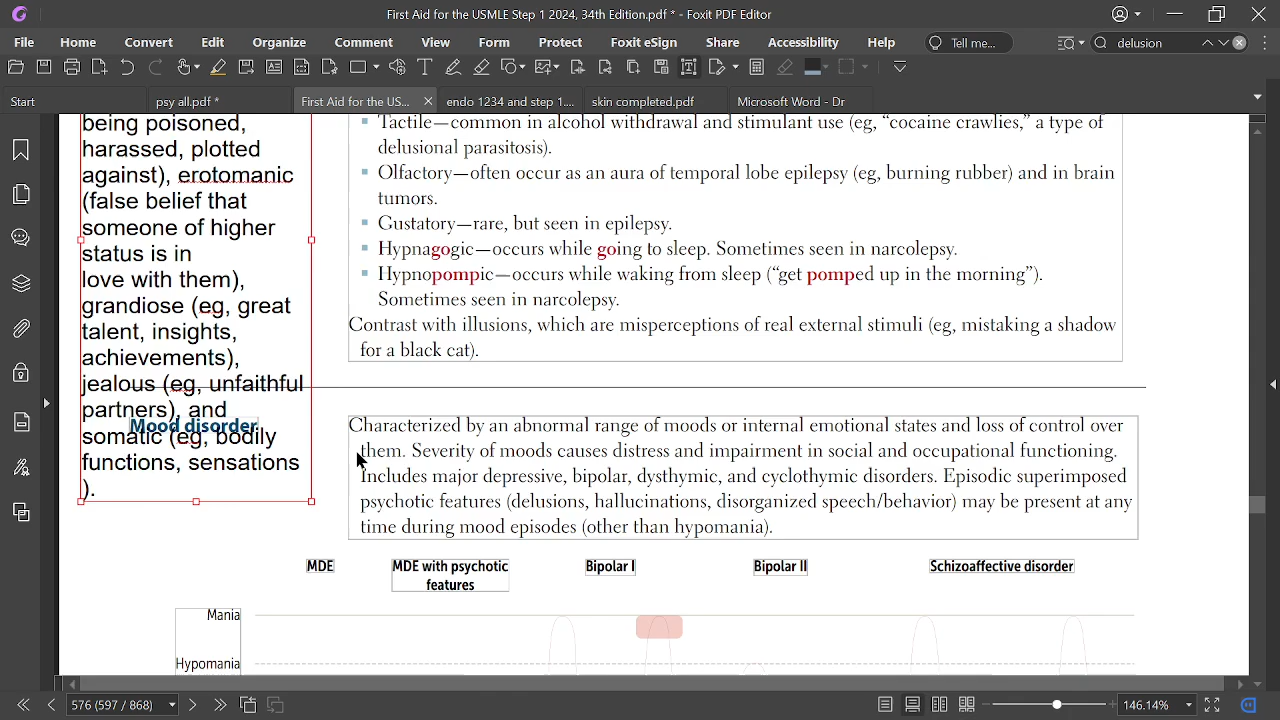 First Aid for the USMLE Step 1 2024, 34th Edition.pdf * - Foxit PDF Editor
File Home Convert Edit Organize Comment View Form Protect Foxit eSign Share Accessibility Help Tell me... delusion
Start psy all.pdf * First Aid for the US... endo 1234 and step 1... skin completed.pdf Microsoft Word - Dr
being poisoned,
harassed, plotted
against), erotomanic
(false belief that
someone of higher
status is in
love with them),
grandiose (eg, great
talent, insights,
achievements),
jealous (eg, unfaithful
partners), and
somatic (eg, bodily
functions, sensations
).
Tactile—common in alcohol withdrawal and stimulant use (eg, “cocaine crawlies,” a type of
delusional parasitosis).
Olfactory—often occur as an aura of temporal lobe epilepsy (eg, burning rubber) and in brain
tumors.
Gustatory—rare, but seen in epilepsy.
Hypnagogic—occurs while going to sleep. Sometimes seen in narcolepsy.
Hypnopompic—occurs while waking from sleep (“get pomped up in the morning”).
Sometimes seen in narcolepsy.
Contrast with illusions, which are misperceptions of real external stimuli (eg, mistaking a shadow
for a black cat).
Mood disorder
Characterized by an abnormal range of moods or internal emotional states and loss of control over
them. Severity of moods causes distress and impairment in social and occupational functioning.
Includes major depressive, bipolar, dysthymic, and cyclothymic disorders. Episodic superimposed
psychotic features (delusions, hallucinations, disorganized speech/behavior) may be present at any
time during mood episodes (other than hypomania).
MDE MDE with psychotic Bipolar I Bipolar II Schizoaffective disorder
features
Mania
Hypomania
576 (597 / 868) 146.14%